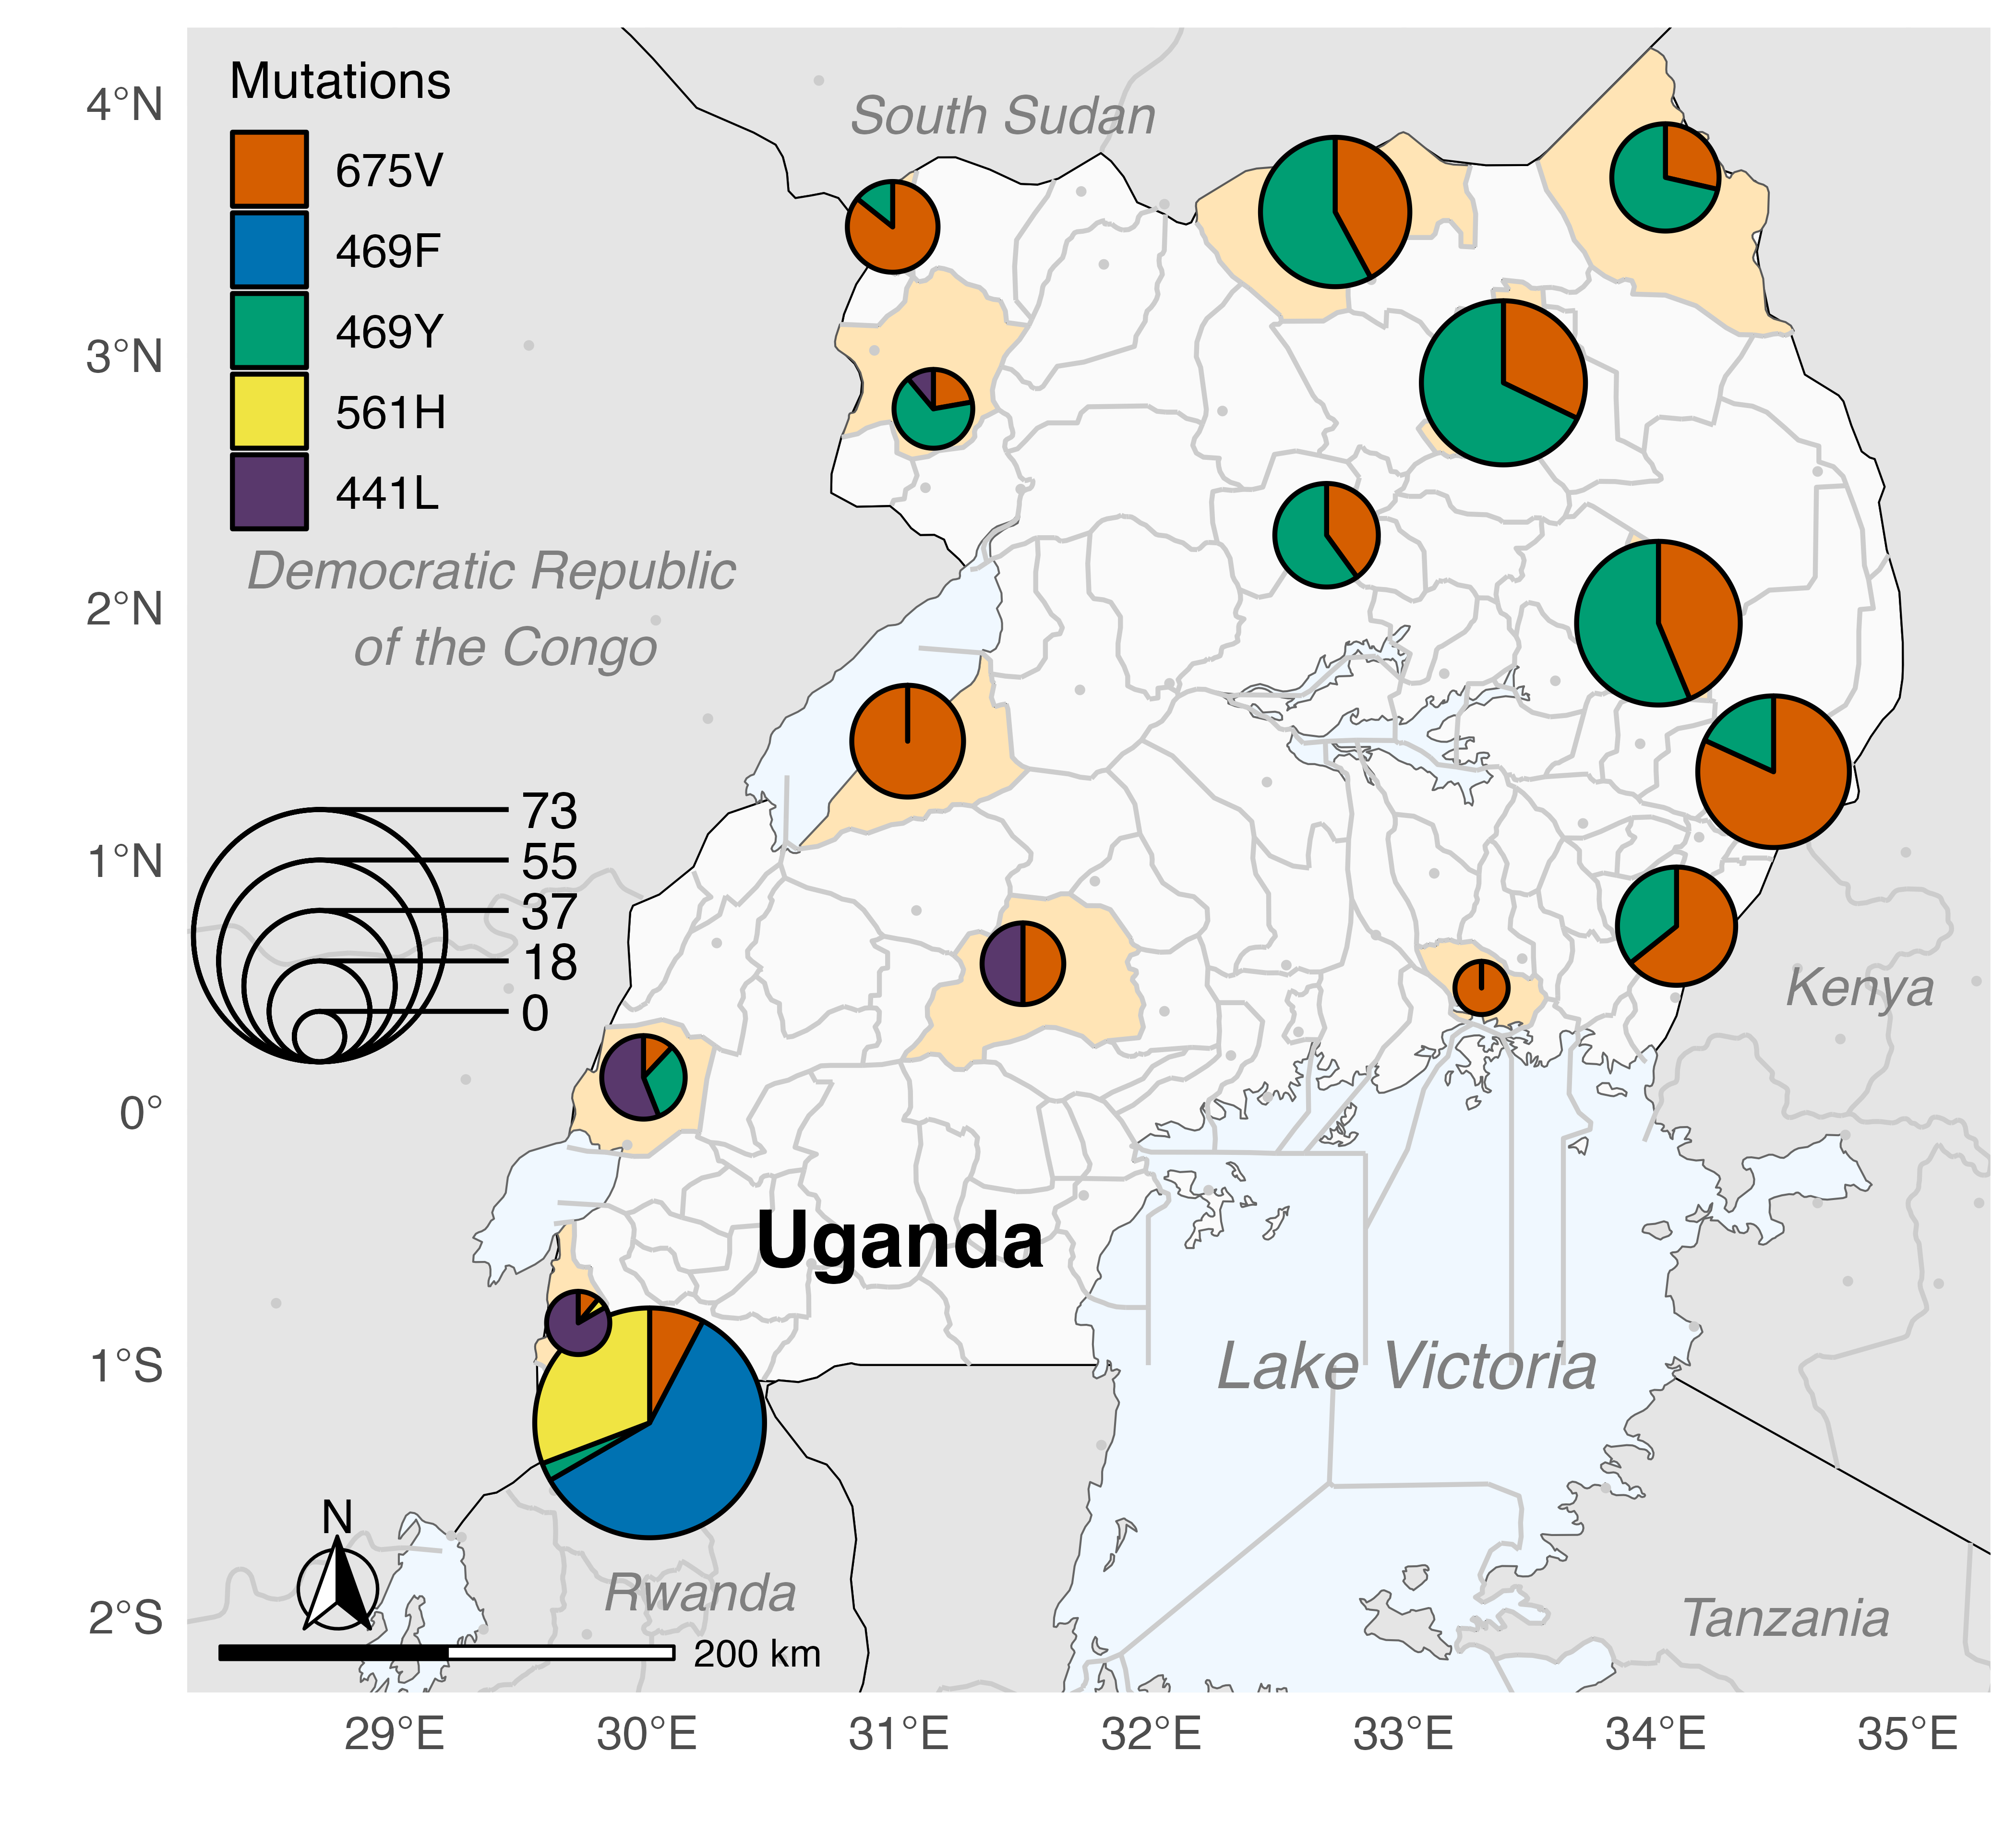 Mutations
675V
469F
469Y
561H
441L
South Sudan
Democratic Republic
of the Congo
73
55
37
18
0
Kenya
Uganda
Lake Victoria
Rwanda
Tanzania
N
200 km
4°N
3°N
2°N
1°N
0°
1°S
2°S
29°E
30°E
31°E
32°E
33°E
34°E
35°E